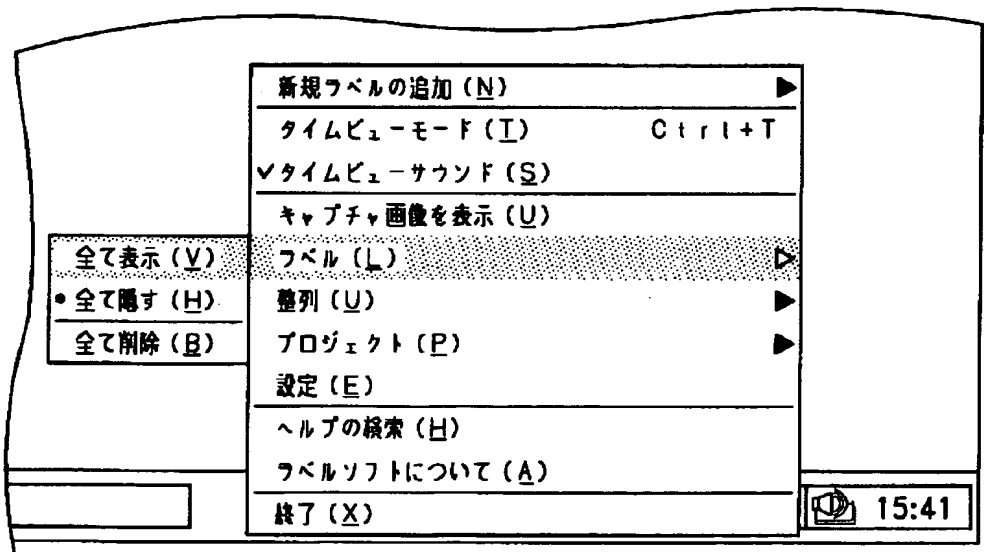 新規ラベルの追加(N)
タイムビューモード(T) Ctrl+T
✓タイムビューサウンド(S)
キャプチャ画像を表示(U)
ラベル(L)
全て表示(V)
•全て隠す(H)
全て削除(B)
整列(U)
プロジェクト(P)
設定(E)
ヘルプの検索(H)
ラベルソフトについて(A)
終了(X)
15:41